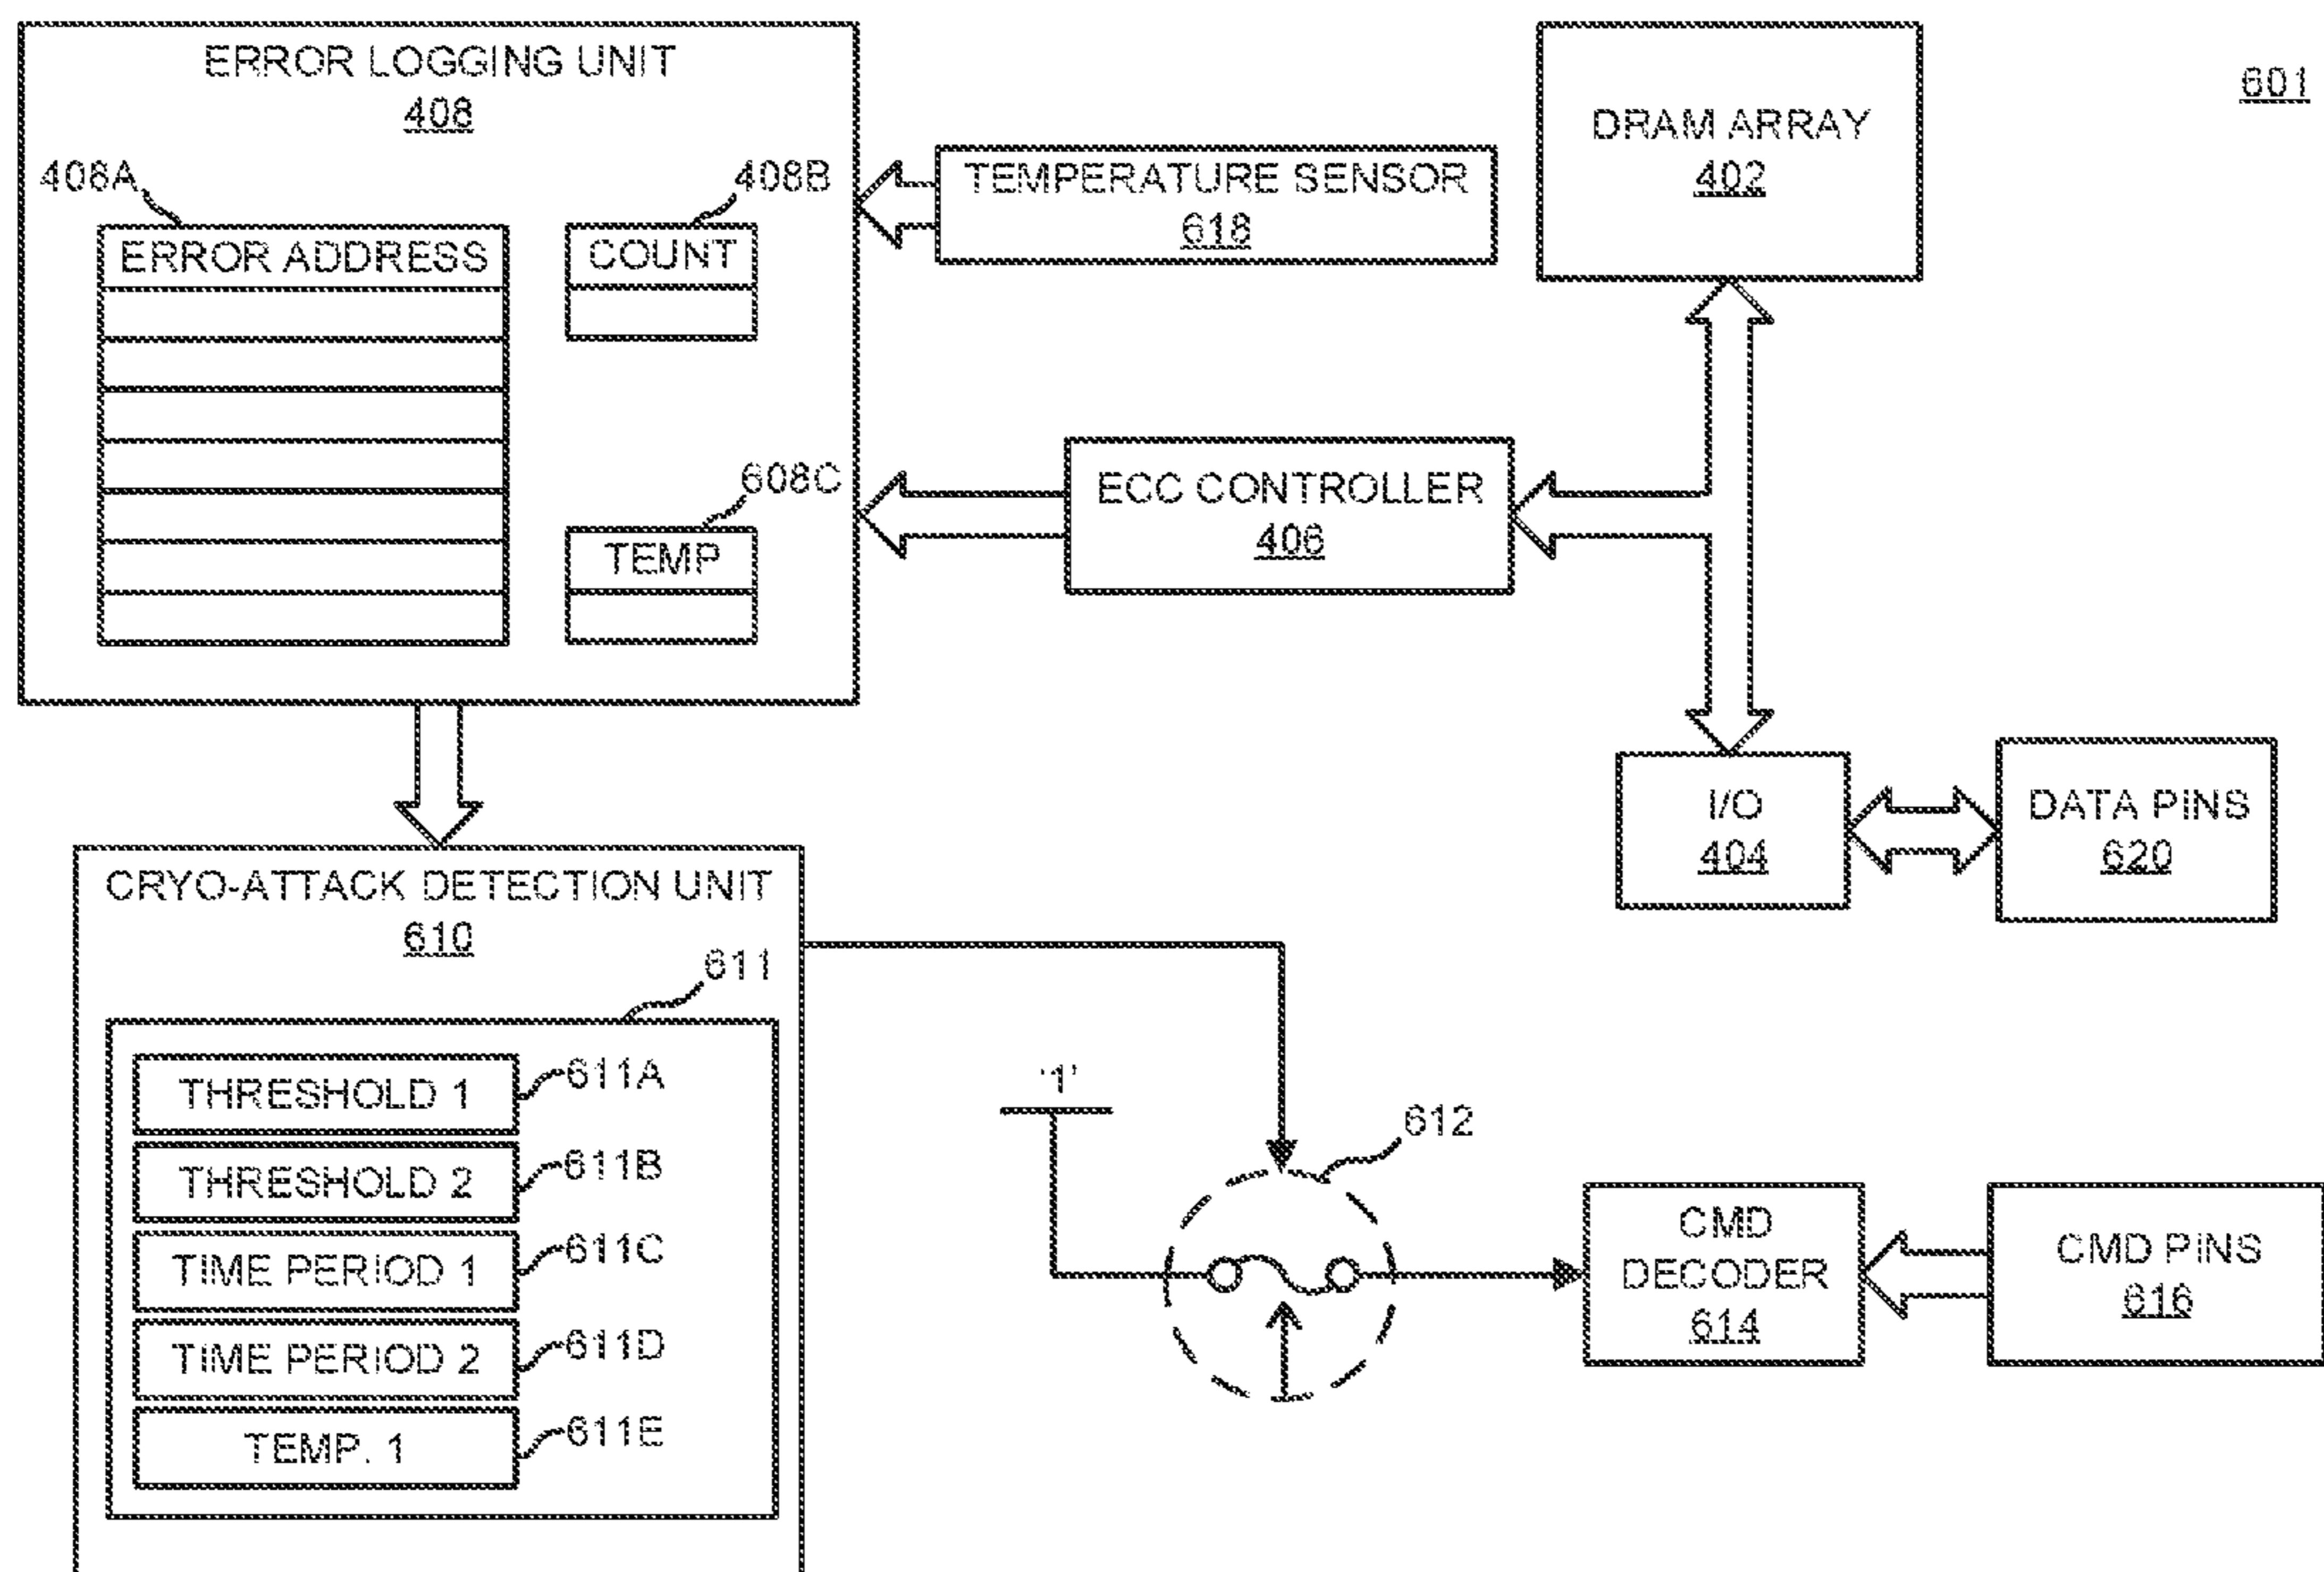 ERROR LOGGING UNIT
408
408A
408B
ERROR ADDRESS
COUNT
608C
TEMP
TEMPERATURE SENSOR
618
DRAM ARRAY
402
601
ECC CONTROLLER
406
I/O
404
DATA PINS
620
CRYO-ATTACK DETECTION UNIT
610
611
THRESHOLD 1
611A
THRESHOLD 2
611B
TIME PERIOD 1
611C
TIME PERIOD 2
611D
TEMP. 1
611E
'1'
612
CMD
DECODER
614
CMD PINS
616